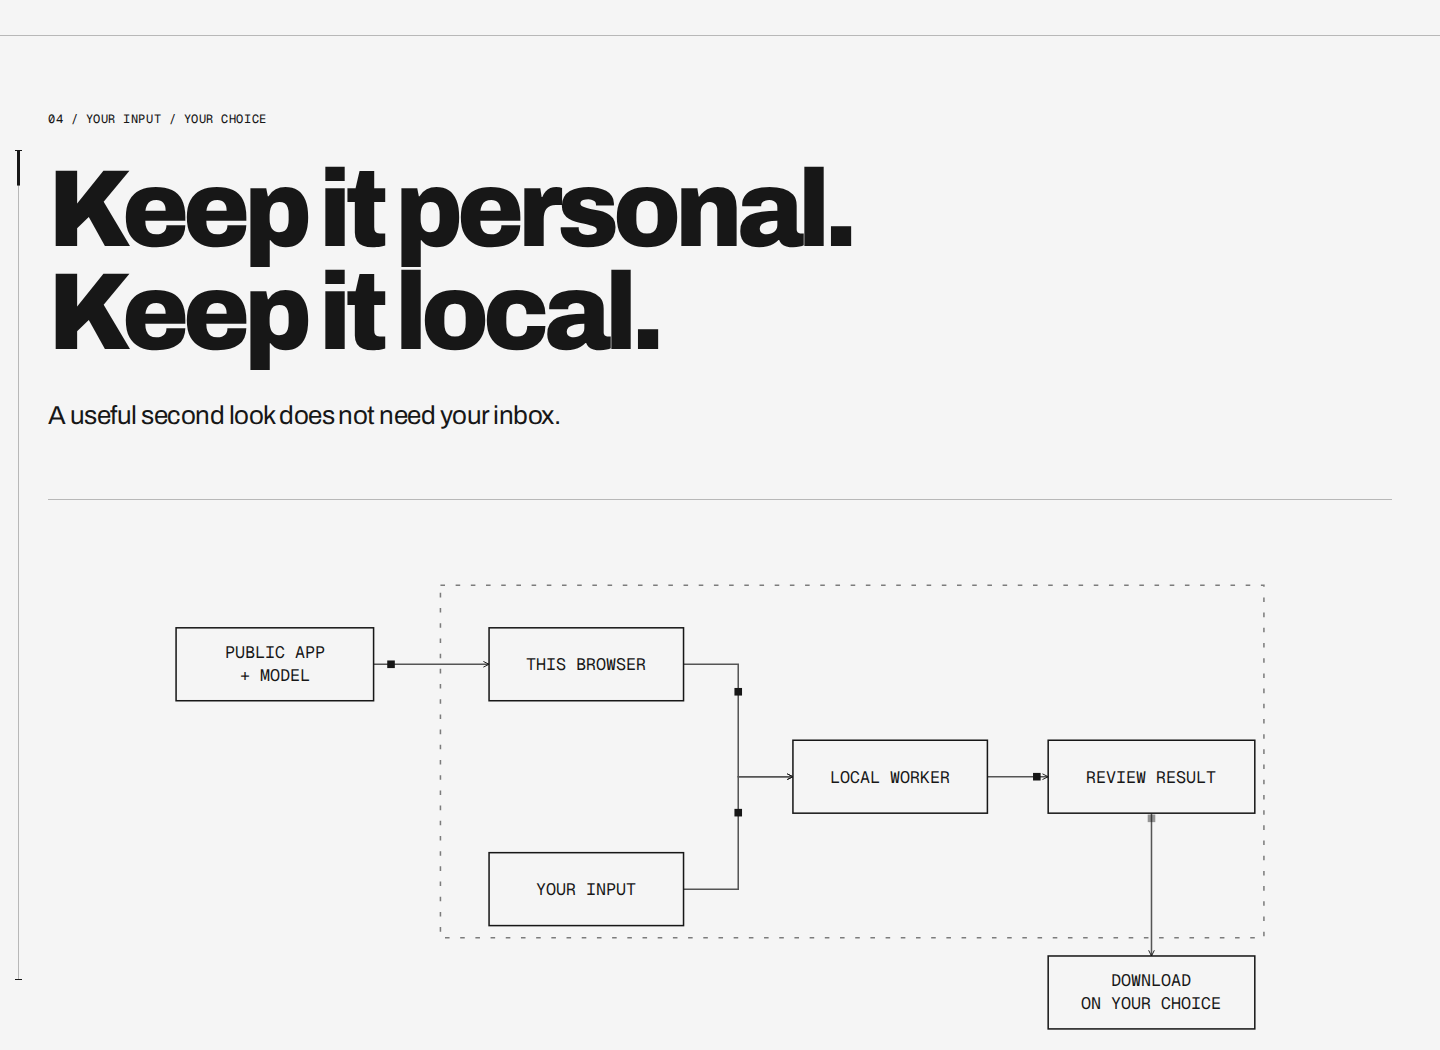 04 / YOUR INPUT / YOUR CHOICE
Keep it personal.
Keep it local.
A useful second look does not need your inbox.
PUBLIC APP
+ MODEL
THIS BROWSER
LOCAL WORKER
REVIEW RESULT
YOUR INPUT
DOWNLOAD
ON YOUR CHOICE